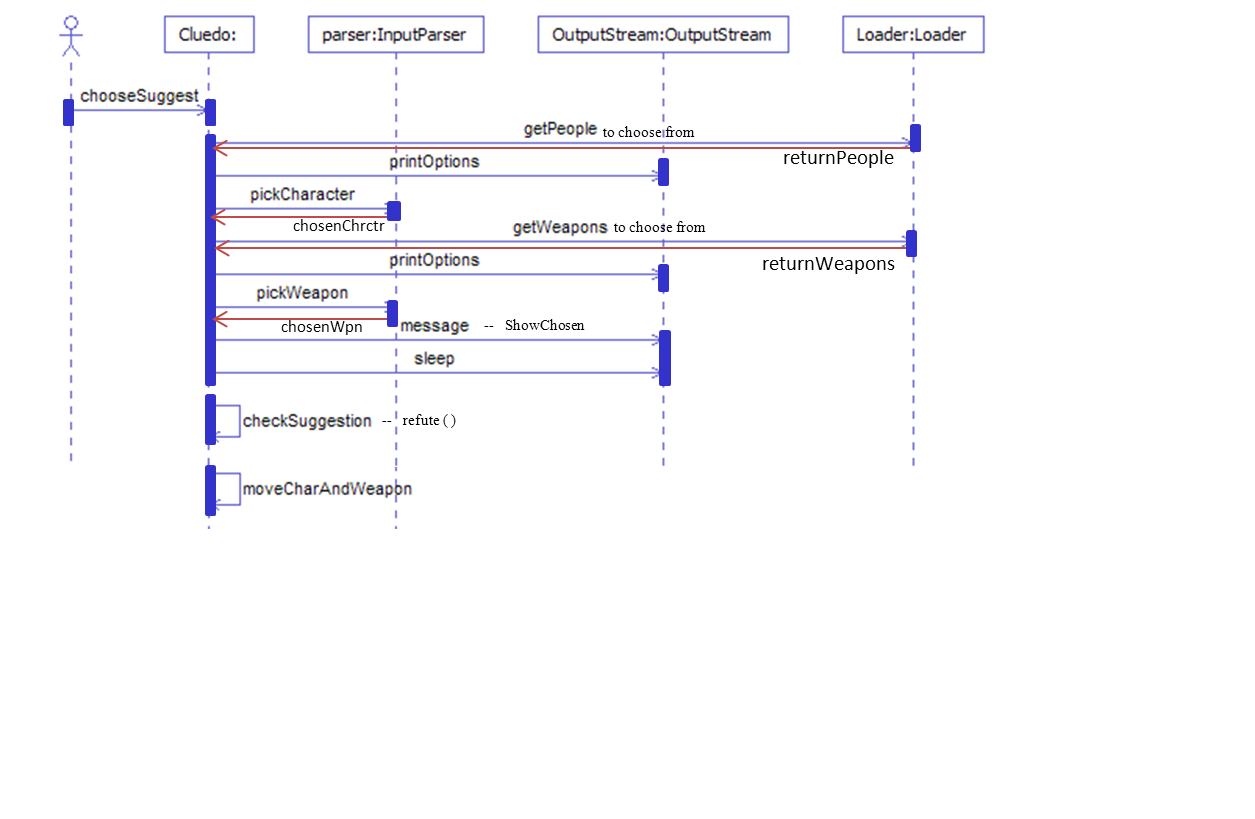 Cluedo:
parser:InputParser
OutputStream:OutputStream
Loader:Loader
chooseSuggest
getPeople to choose from
returnPeople
printOptions
pickCharacter
chosenChrctr
getWeapons to choose from
returnWeapons
printOptions
pickWeapon
chosenWpn
message -- ShowChosen
sleep
checkSuggestion -- refute ( )
moveCharAndWeapon